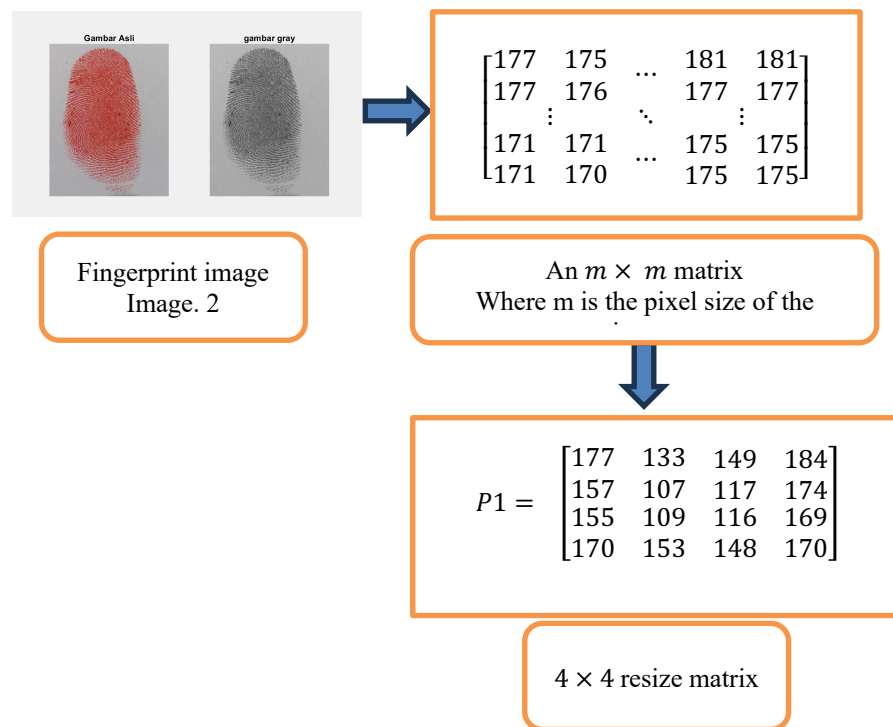 Gambar Asli
gambar gray
177 175 … 181 181
177 176 177 177
⋮ ⋱ ⋮
171 171 … 175 175
171 170 175 175
Fingerprint image
Image. 2
An m × m matrix
Where m is the pixel size of the
P1 =
177 133 149 184
157 107 117 174
155 109 116 169
170 153 148 170
4 × 4 resize matrix